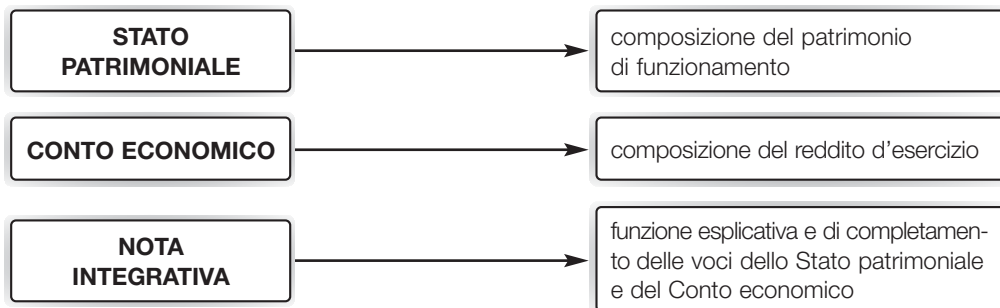 STATO
PATRIMONIALE
composizione del patrimonio
di funzionamento
CONTO ECONOMICO
composizione del reddito d'esercizio
NOTA
INTEGRATIVA
funzione esplicativa e di completamen-
to delle voci dello Stato patrimoniale
e del Conto economico